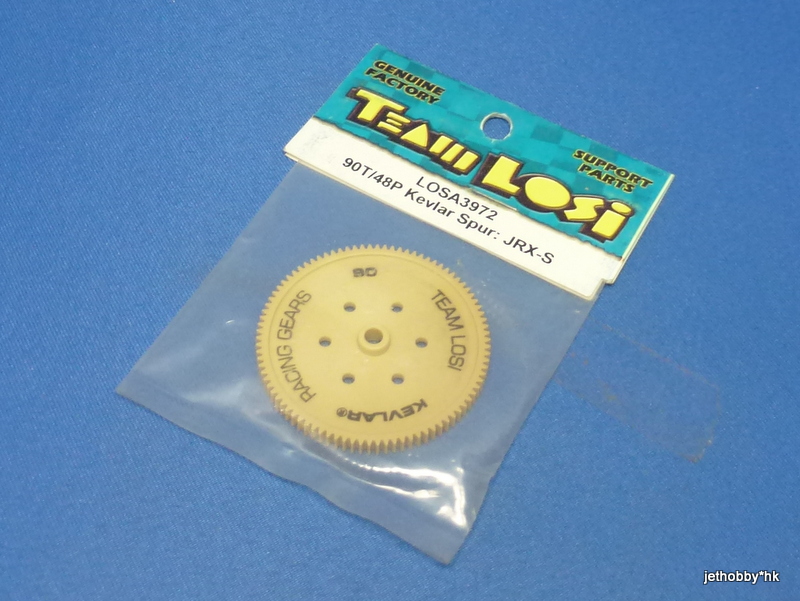 GENUINE
FACTORY
TEAM LOSI
SUPPORT
PARTS
LOSA3972
90T/48P Kevlar Spur: JRX-S
90
TEAM LOSI
RACING GEARS
KEVLAR®
jethobby*hk